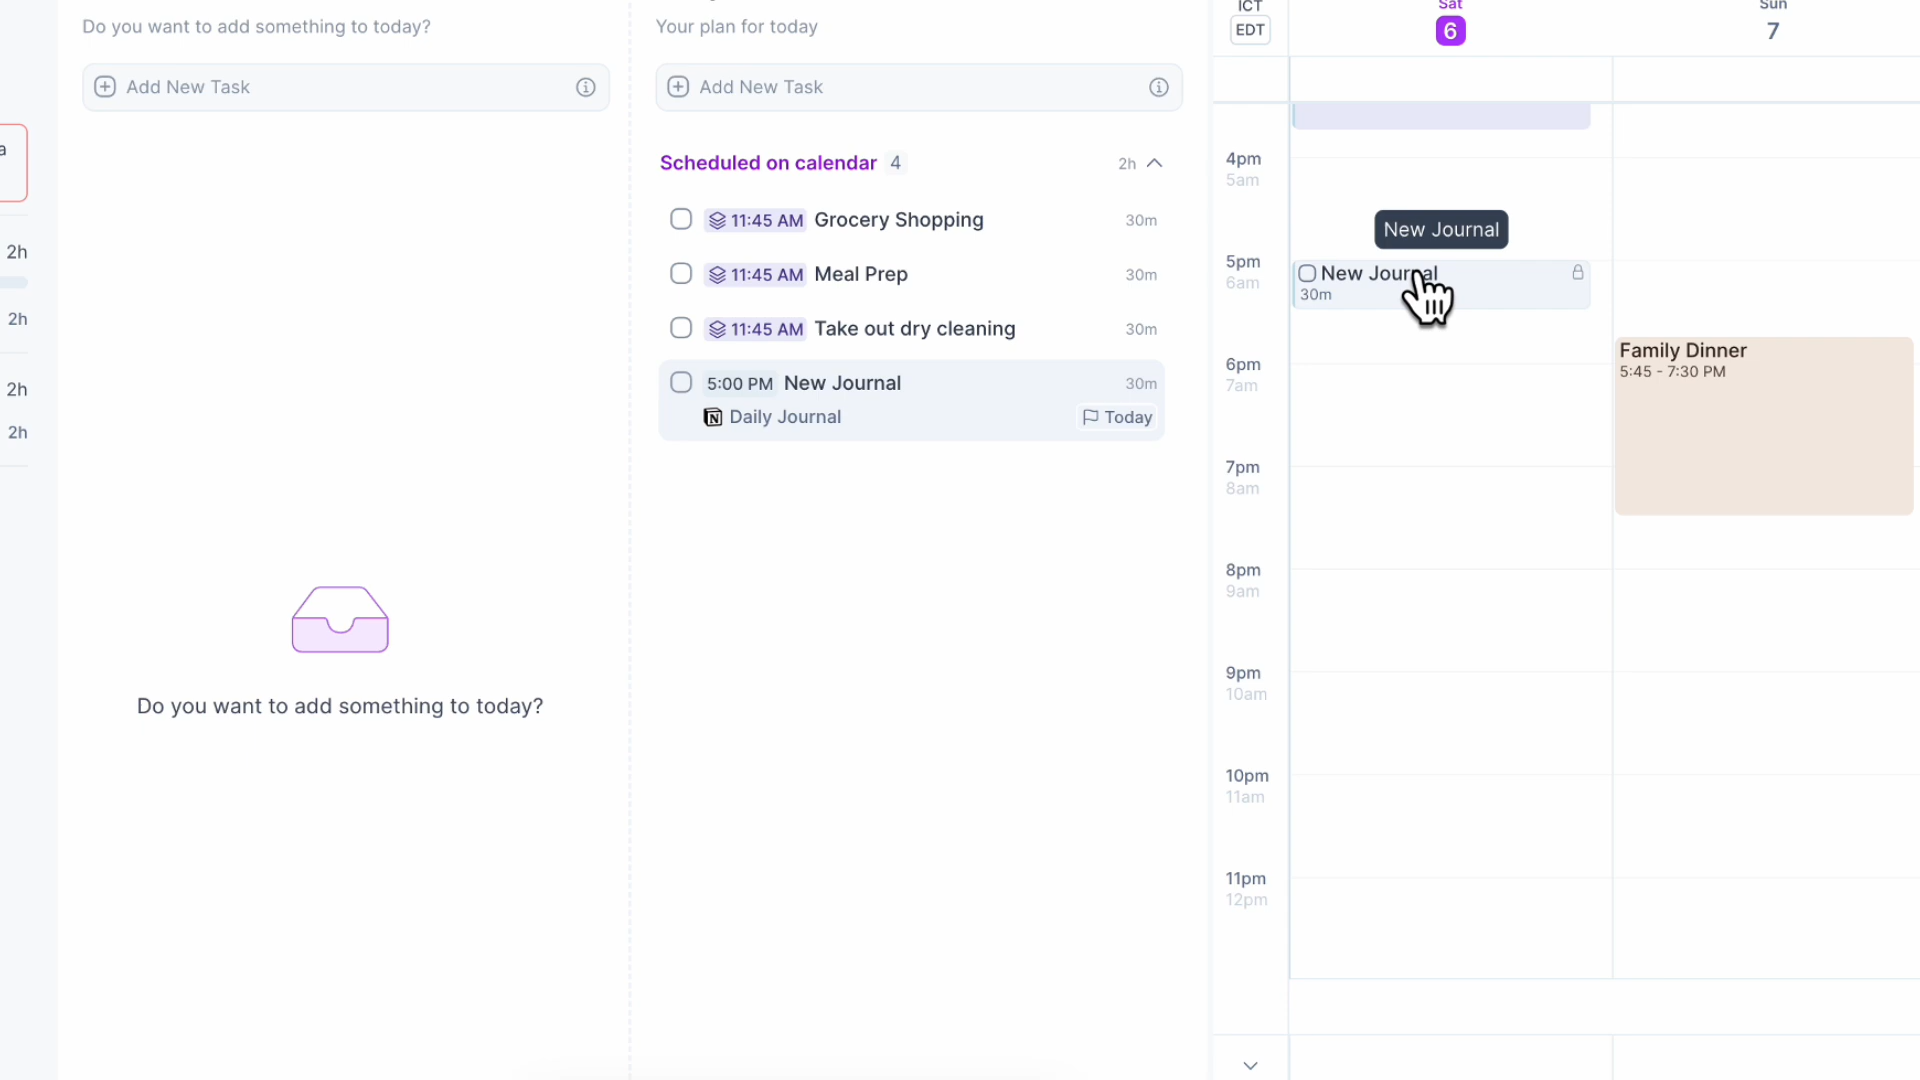 Do you want to add something to today?
Add New Task
a
2h
2h
2h
2h
Do you want to add something to today?
Your plan for today
Add New Task
Scheduled on calendar 4 2h
11:45 AM Grocery Shopping 30m
11:45 AM Meal Prep 30m
11:45 AM Take out dry cleaning 30m
5:00 PM New Journal 30m
Daily Journal Today
ICT
EDT
Sat
6
Sun
7
4pm
5am
New Journal
5pm
6am
New Journal
30m
Family Dinner
5:45 - 7:30 PM
6pm
7am
7pm
8am
8pm
9am
9pm
10am
10pm
11am
11pm
12pm